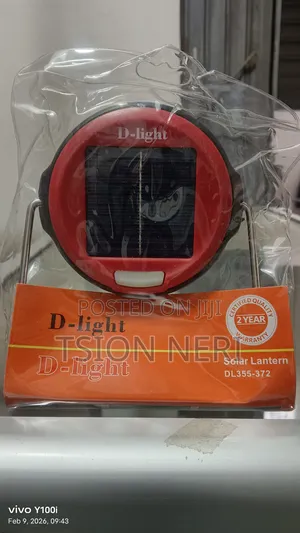 D-light
POSTED ON JIJI
D-light
TSION NERI
D-light
CERTIFIED QUALITY
2 YEAR
WARRANTY
Solar Lantern
DL355-372
vivo Y100i
Feb 9, 2026, 09:43